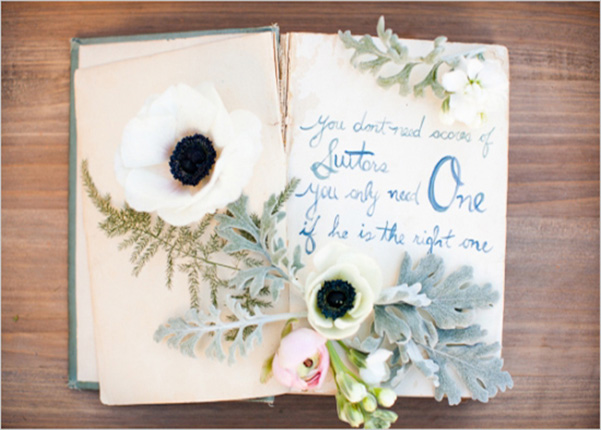 you don't need scores of
Suitors
you only need One
if he is the right one